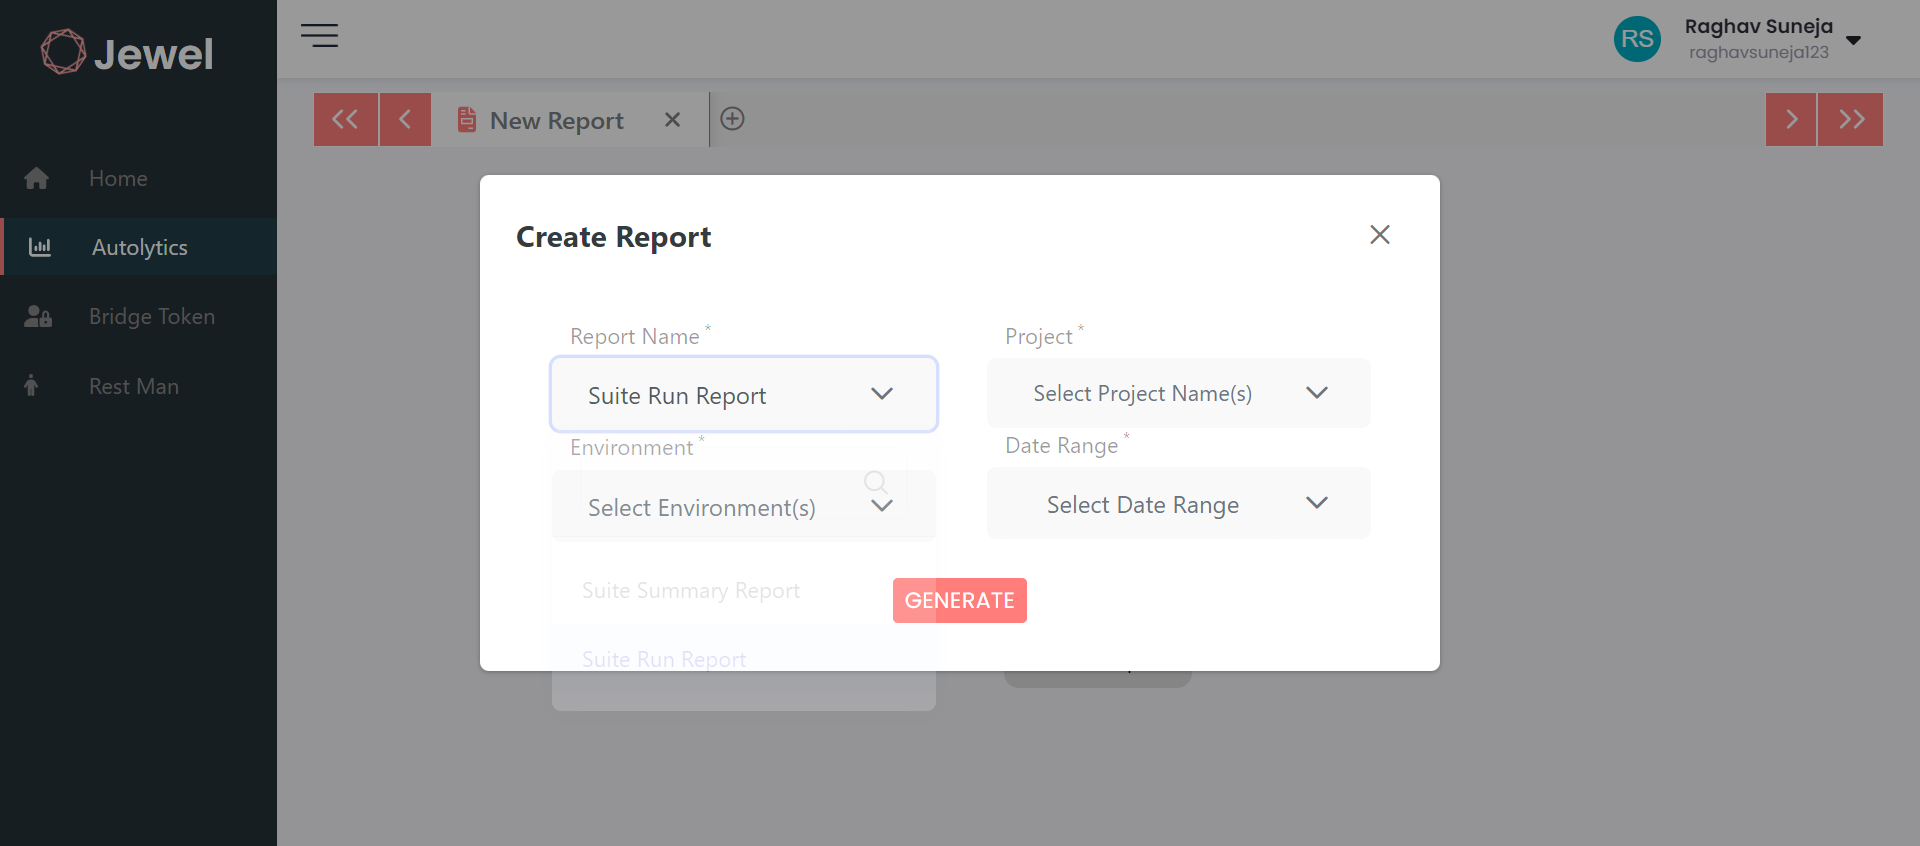 Jewel
RS
Raghav Suneja
raghavsuneja123
New Report
Home
Autolytics
Bridge Token
Rest Man
Create Report
Report Name *
Project *
Suite Run Report
Select Project Name(s)
Environment *
Date Range *
Select Environment(s)
Select Date Range
Suite Summary Report
GENERATE
Suite Run Report